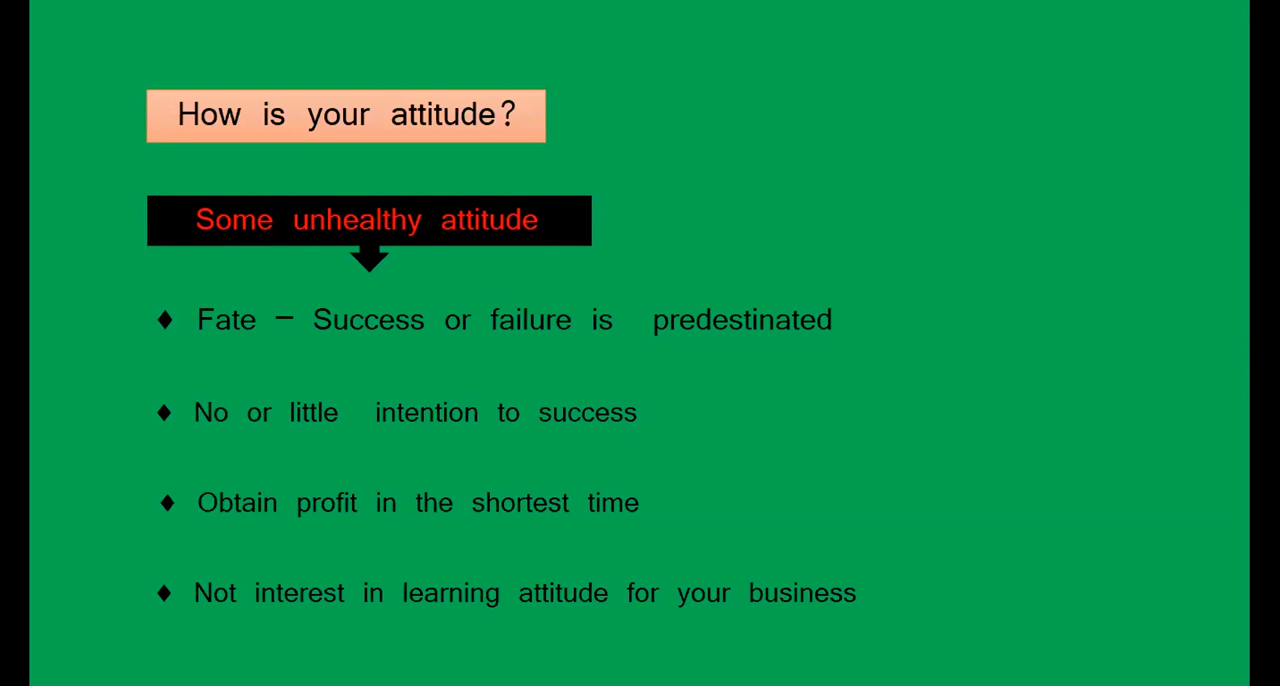 How is your attitude?
Some unhealthy attitude
♦ Fate – Success or failure is predestinated
♦ No or little intention to success
♦ Obtain profit in the shortest time
♦ Not interest in learning attitude for your business